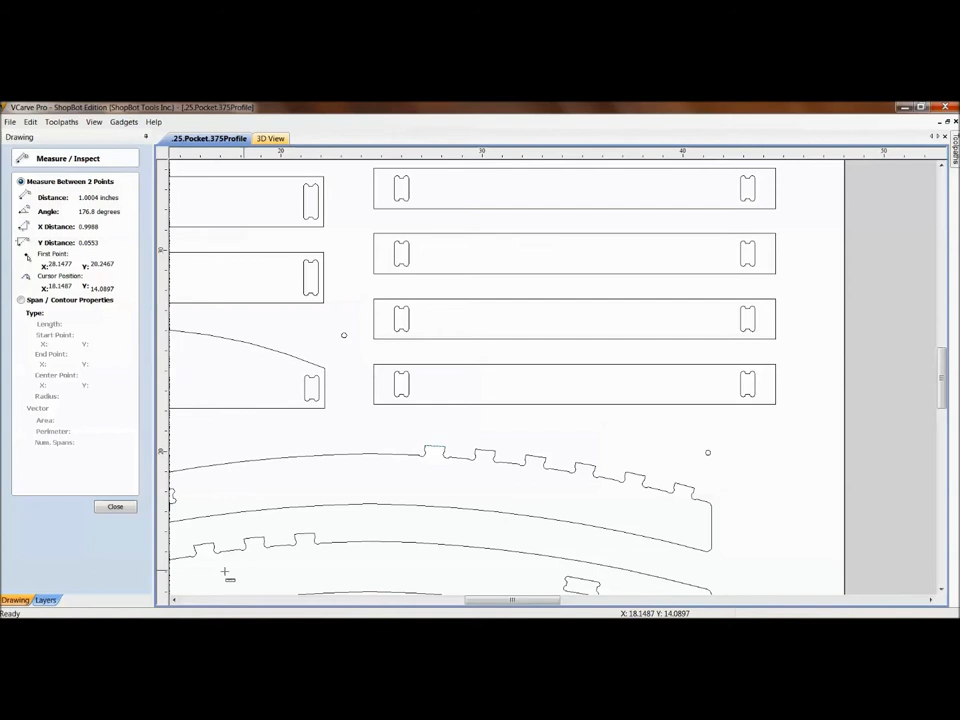 VCarve Pro - ShopBot Edition (ShopBot Tools Inc.) - [.25.Pocket.375Profile]
File Edit Toolpaths View Gadgets Help
Drawing
.25.Pocket.375Profile 3D View
Toolpaths
20 30 40 50
Measure / Inspect
Measure Between 2 Points
Distance: 1.0004 inches
Angle: 176.8 degrees
X Distance: 0.9988
Y Distance: 0.0553
First Point:
X: 28.1477 Y: 20.2467
Cursor Position:
X: 18.1487 Y: 14.0897
Span / Contour Properties
Type:
Length:
Start Point:
X: Y:
End Point:
X: Y:
Center Point:
X: Y:
Radius:
Vector
Area:
Perimeter:
Num. Spans:
Close
30
20
Drawing Layers
Ready
X: 18.1487 Y: 14.0897